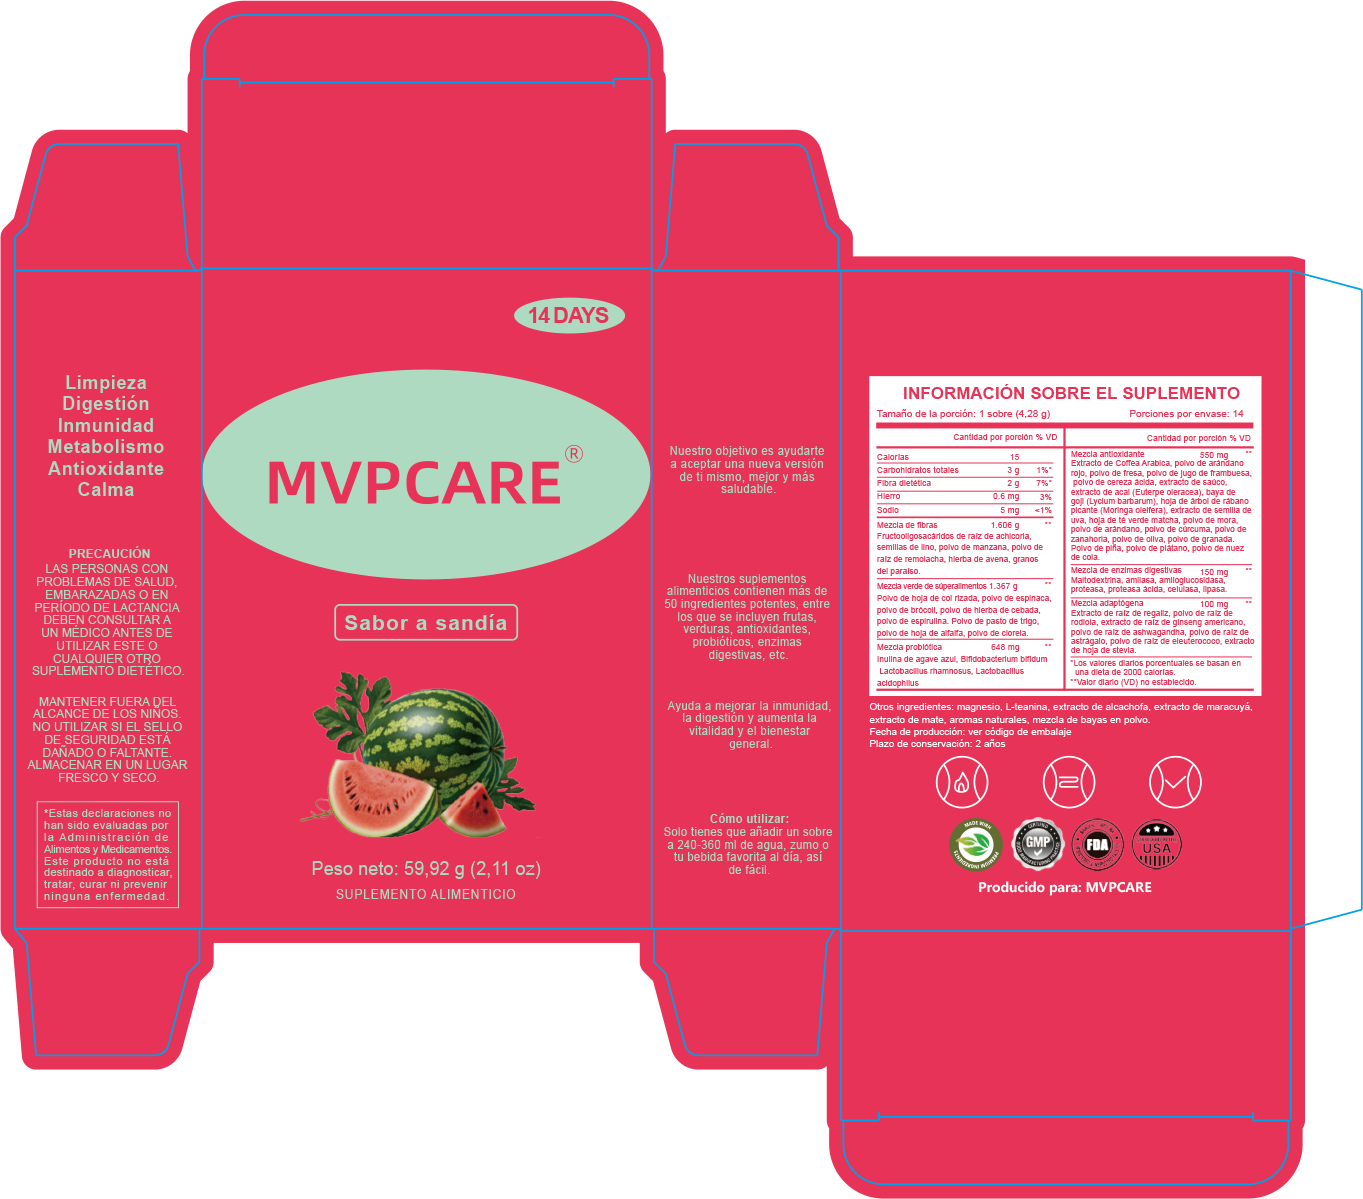 Limpieza
Digestión
Inmunidad
Metabolismo
Antioxidante
Calma
PRECAUCIÓN
LAS PERSONAS CON
PROBLEMAS DE SALUD,
EMBARAZADAS O EN
PERÍODO DE LACTANCIA
DEBEN CONSULTAR A
UN MÉDICO ANTES DE
UTILIZAR ESTE O
CUALQUIER OTRO
SUPLEMENTO DIETÉTICO.
MANTENER FUERA DEL
ALCANCE DE LOS NIÑOS.
NO UTILIZAR SI EL SELLO
DE SEGURIDAD ESTÁ
DAÑADO O FALTANTE.
ALMACENAR EN UN LUGAR
FRESCO Y SECO.
*Estas declaraciones no
han sido evaluadas por
la Administración de
Alimentos y Medicamentos.
Este producto no está
destinado a diagnosticar,
tratar, curar ni prevenir
ninguna enfermedad.
14 DAYS
MVPCARE®
Sabor a sandía
Peso neto: 59,92 g (2,11 oz)
SUPLEMENTO ALIMENTICIO
Nuestro objetivo es ayudarte
a aceptar una nueva versión
de ti mismo, mejor y más
saludable.
Nuestros suplementos
alimenticios contienen más de
50 ingredientes potentes, entre
los que se incluyen frutas,
verduras, antioxidantes,
probióticos, enzimas
digestivas, etc.
Ayuda a mejorar la inmunidad,
la digestión y aumenta la
vitalidad y el bienestar
general.
Cómo utilizar:
Solo tienes que añadir un sobre
a 240-360 ml de agua, zumo o
tu bebida favorita al día, así
de fácil.
INFORMACIÓN SOBRE EL SUPLEMENTO
Tamaño de la porción: 1 sobre (4,28 g) Porciones por envase: 14
Cantidad por porción % VD
Calorías 15
Carbohidratos totales 3 g 1%*
Fibra dietética 2 g 7%*
Hierro 0.6 mg 3%
Sodio 5 mg <1%
Mezcla de fibras 1.606 g **
Fructooligosacáridos de raíz de achicoria,
semillas de lino, polvo de manzana, polvo de
raíz de remolacha, hierba de avena, granos
del paraíso.
Mezcla verde de súperalimentos 1.367 g **
Polvo de hoja de col rizada, polvo de espinaca,
polvo de brócoli, polvo de hierba de cebada,
polvo de espirulina. Polvo de pasto de trigo,
polvo de hoja de alfalfa, polvo de clorela.
Mezcla probiótica 648 mg **
Inulina de agave azul, Bifidobacterium bifidum
Lactobacillus rhamnosus, Lactobacillus
acidophilus
Cantidad por porción % VD
Mezcla antioxidante 550 mg **
Extracto de Coffea Arabica, polvo de arándano
rojo, polvo de fresa, polvo de jugo de frambuesa,
polvo de cereza ácida, extracto de saúco,
extracto de acai (Euterpe oleracea), baya de
goji (Lycium barbarum), hoja de árbol de rábano
picante (Moringa oleifera), extracto de semilla de
uva, hoja de té verde matcha, polvo de mora,
polvo de arándano, polvo de cúrcuma, polvo de
zanahoria, polvo de oliva, polvo de granada.
Polvo de piña, polvo de plátano, polvo de nuez
de cola.
Mezcla de enzimas digestivas 150 mg **
Maltodextrina, amilasa, amiloglucosidasa,
proteasa, proteasa ácida, celulasa, lipasa.
Mezcla adaptógena 100 mg **
Extracto de raíz de regaliz, polvo de raíz de
rodiola, extracto de raíz de ginseng americano,
polvo de raíz de ashwagandha, polvo de raíz de
astrágalo, polvo de raíz de eleuterococo, extracto
de hoja de stevia.
*Los valores diarios porcentuales se basan en
una dieta de 2000 calorías.
**Valor diario (VD) no establecido.
Otros ingredientes: magnesio, L-teanina, extracto de alcachofa, extracto de maracuyá,
extracto de mate, aromas naturales, mezcla de bayas en polvo.
Fecha de producción: ver código de embalaje
Plazo de conservación: 2 años
MADE WITH
PREMIUM INGREDIENTS
CERTIFIED
GMP
GOOD MANUFACTURING PRACTICE
FDA
USA
Producido para: MVPCARE